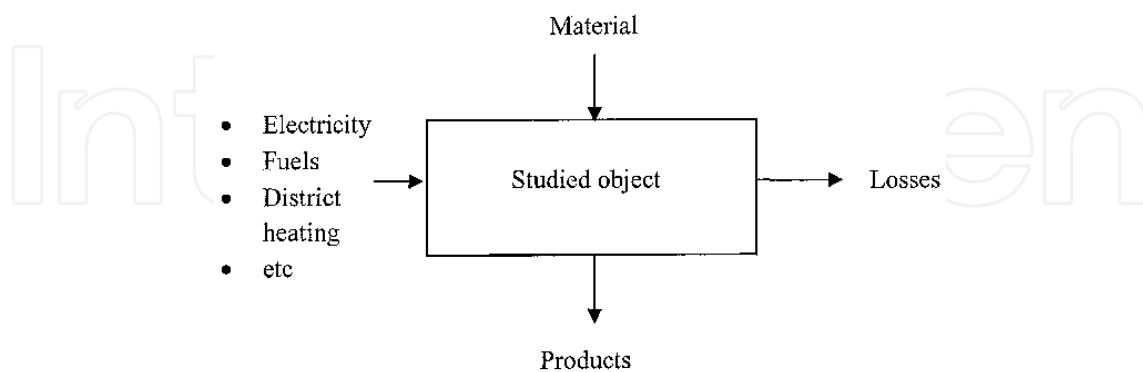 Material
• Electricity
• Fuels
• District
heating
• etc
Studied object
Losses
Products